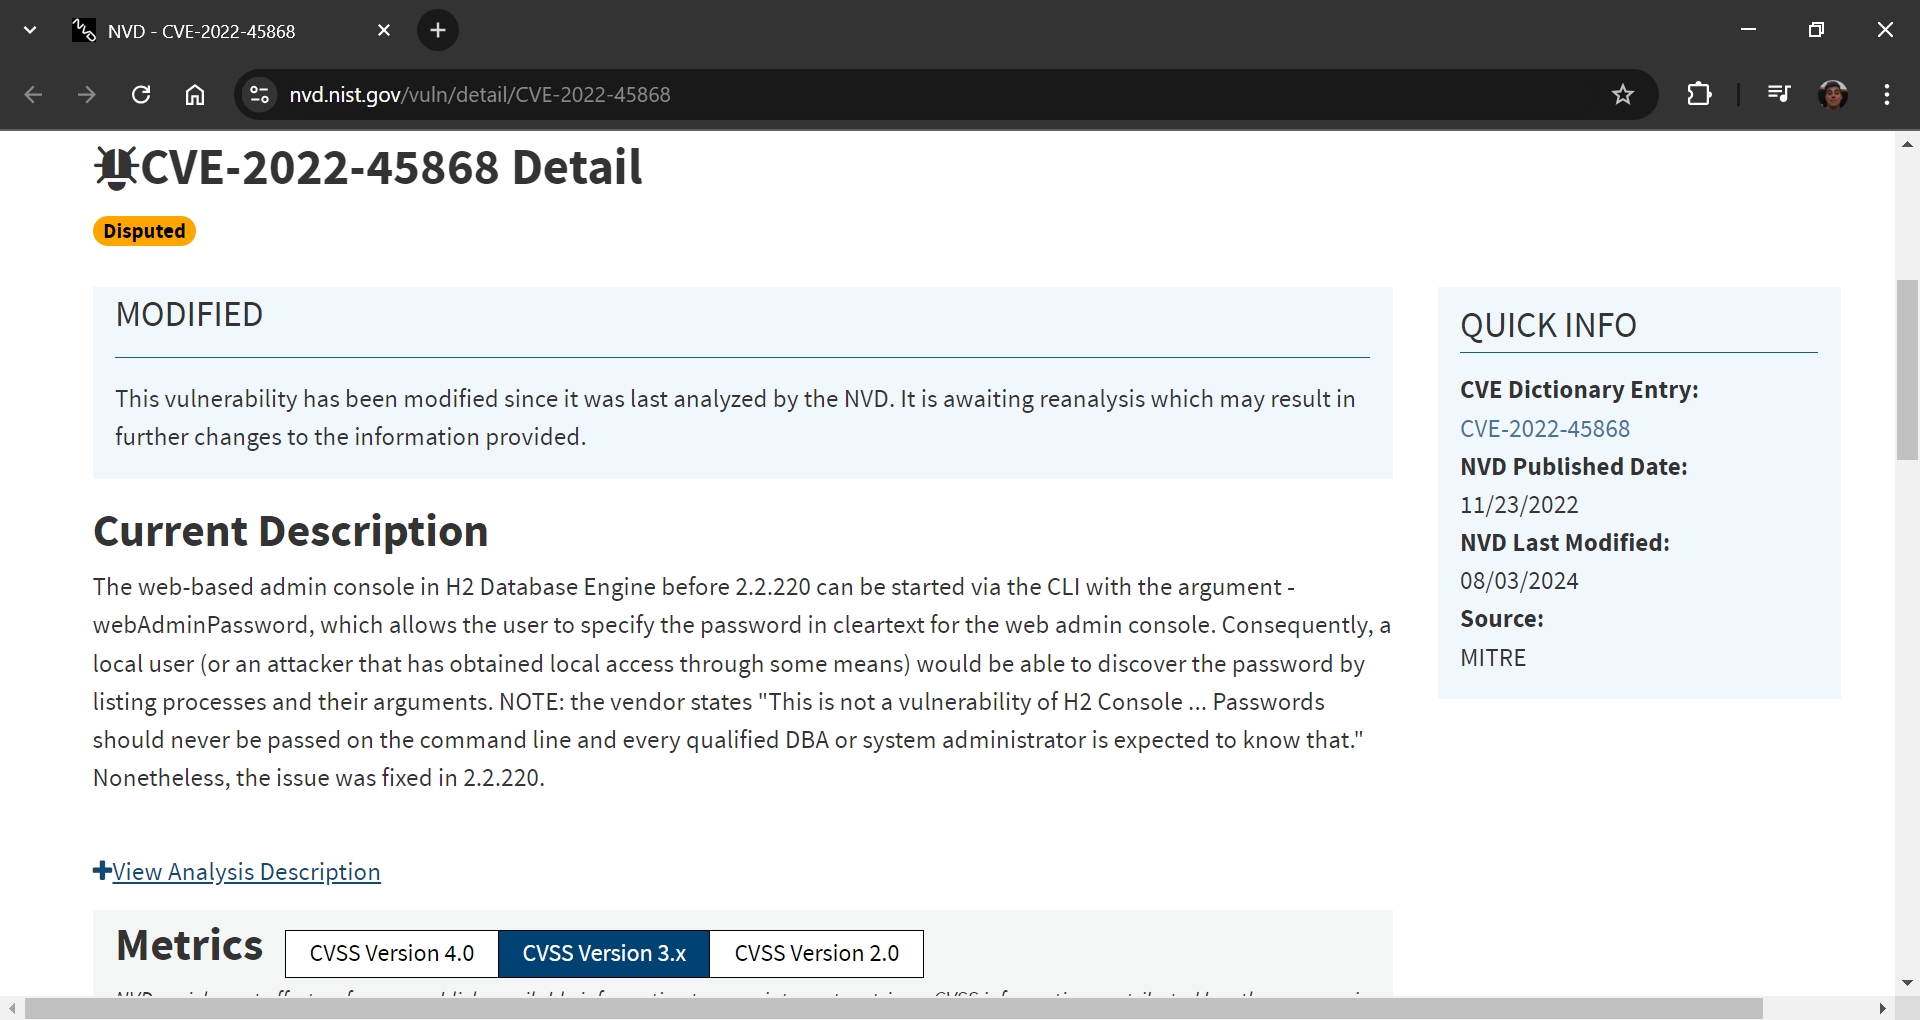 NVD - CVE-2022-45868
nvd.nist.gov/vuln/detail/CVE-2022-45868
CVE-2022-45868 Detail
Disputed
MODIFIED
This vulnerability has been modified since it was last analyzed by the NVD. It is awaiting reanalysis which may result in
further changes to the information provided.
Current Description
The web-based admin console in H2 Database Engine before 2.2.220 can be started via the CLI with the argument -
webAdminPassword, which allows the user to specify the password in cleartext for the web admin console. Consequently, a
local user (or an attacker that has obtained local access through some means) would be able to discover the password by
listing processes and their arguments. NOTE: the vendor states "This is not a vulnerability of H2 Console ... Passwords
should never be passed on the command line and every qualified DBA or system administrator is expected to know that."
Nonetheless, the issue was fixed in 2.2.220.
View Analysis Description
Metrics
CVSS Version 4.0
CVSS Version 3.x
CVSS Version 2.0
QUICK INFO
CVE Dictionary Entry:
CVE-2022-45868
NVD Published Date:
11/23/2022
NVD Last Modified:
08/03/2024
Source:
MITRE